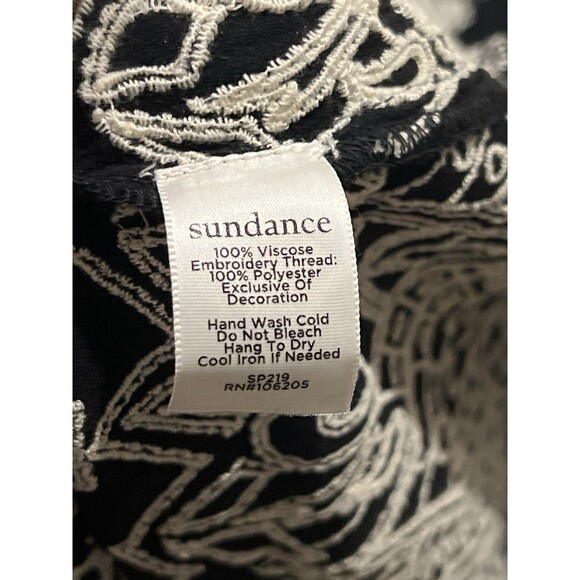 sundance
100% Viscose
Embroidery Thread:
100% Polyester
Exclusive Of
Decoration
Hand Wash Cold
Do Not Bleach
Hang To Dry
Cool Iron If Needed
SP219
RN#106205